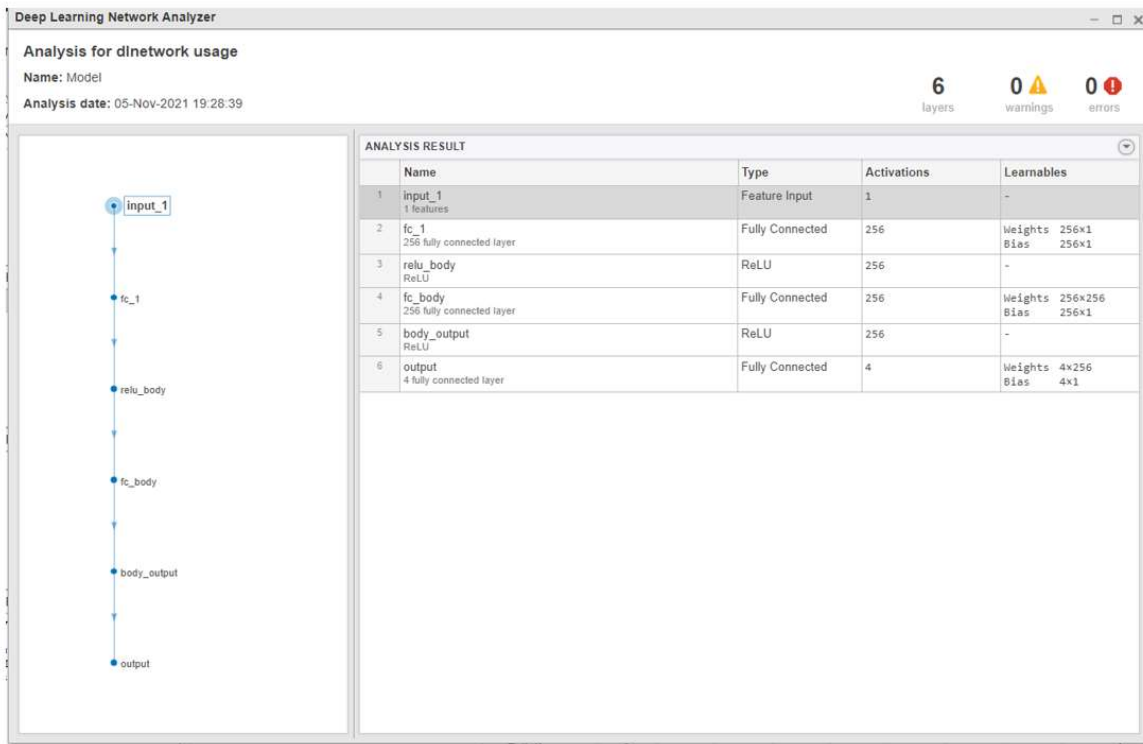 Deep Learning Network Analyzer
Analysis for dlnetwork usage
Name: Model
Analysis date: 05-Nov-2021 19:28:39
6
layers
0
warnings
0
errors
input_1
fc_1
relu_body
fc_body
body_output
output
ANALYSIS RESULT
Name Type Activations Learnables
1 input_1 Feature Input 1 -
1 features
2 fc_1 Fully Connected 256 Weights 256×1
256 fully connected layer Bias 256×1
3 relu_body ReLU 256 -
ReLU
4 fc_body Fully Connected 256 Weights 256×256
256 fully connected layer Bias 256×1
5 body_output ReLU 256 -
ReLU
6 output Fully Connected 4 Weights 4×256
4 fully connected layer Bias 4×1